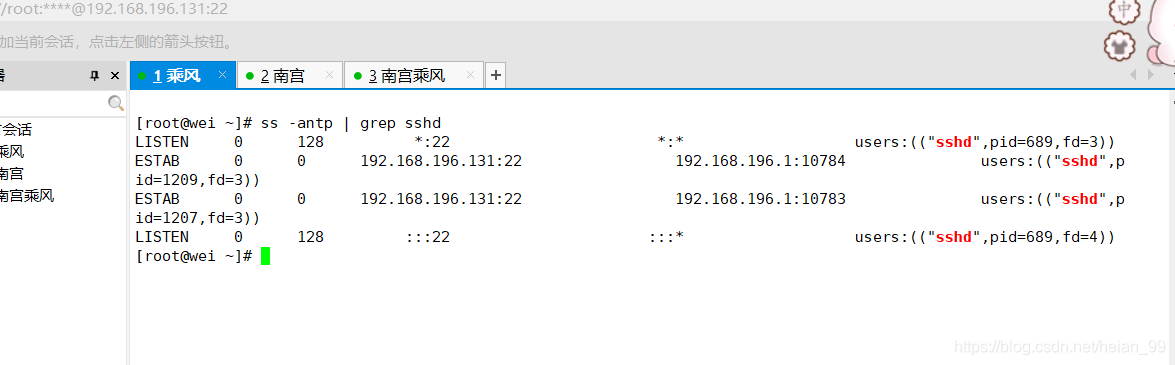 //root:****@192.168.196.131:22
中
加当前会话，点击左侧的箭头按钮。
器
1 乘风 × 2 南宫 × 3 南宫乘风 × +
会话
乘风
南宫
南宫乘风
[root@wei ~]# ss -antp | grep sshd
LISTEN 0 128 *:22 *:* users:(("sshd",pid=689,fd=3))
ESTAB 0 0 192.168.196.131:22 192.168.196.1:10784 users:(("sshd",p
id=1209,fd=3))
ESTAB 0 0 192.168.196.131:22 192.168.196.1:10783 users:(("sshd",p
id=1207,fd=3))
LISTEN 0 128 :::22 :::* users:(("sshd",pid=689,fd=4))
[root@wei ~]#
https://blog.csdn.net/heian_99